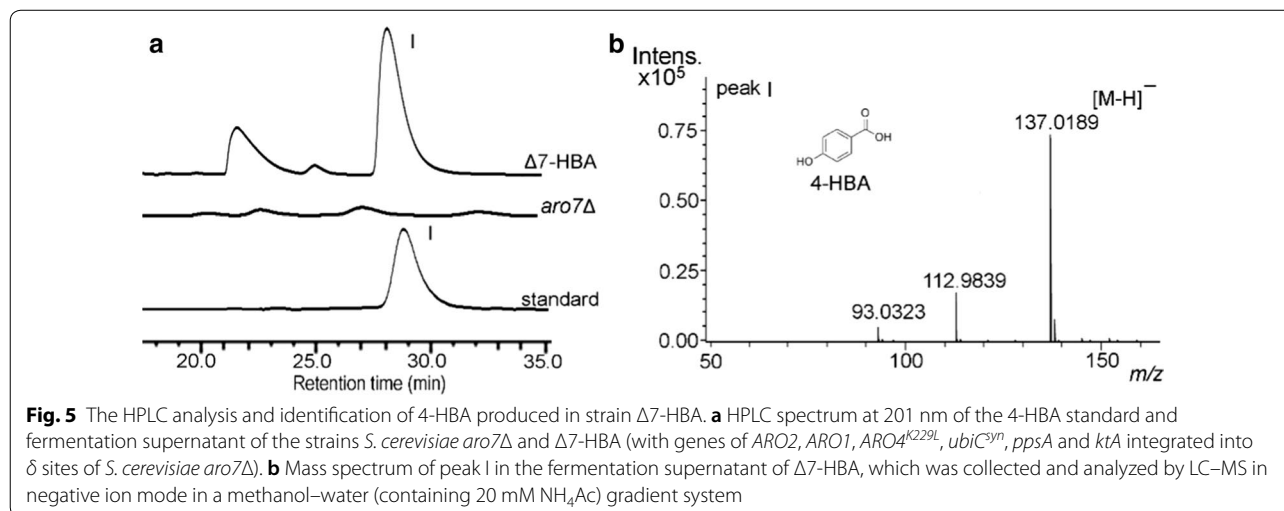 a
I
Δ7-HBA
aro7Δ
I
standard
20.0 25.0 30.0 35.0
Retention time (min)
b
Intens.
x10⁵
peak I
[M-H]⁻
137.0189
O
OH
HO
4-HBA
0.75
0.50
0.25
112.9839
93.0323
0.00
50 100 150
m/z
Fig. 5 The HPLC analysis and identification of 4-HBA produced in strain Δ7-HBA. a HPLC spectrum at 201 nm of the 4-HBA standard and
fermentation supernatant of the strains S. cerevisiae aro7Δ and Δ7-HBA (with genes of ARO2, ARO1, ARO4ᴷ²²⁹ᴸ, ubiCˢʸⁿ, ppsA and ktA integrated into
δ sites of S. cerevisiae aro7Δ). b Mass spectrum of peak I in the fermentation supernatant of Δ7-HBA, which was collected and analyzed by LC–MS in
negative ion mode in a methanol–water (containing 20 mM NH₄Ac) gradient system